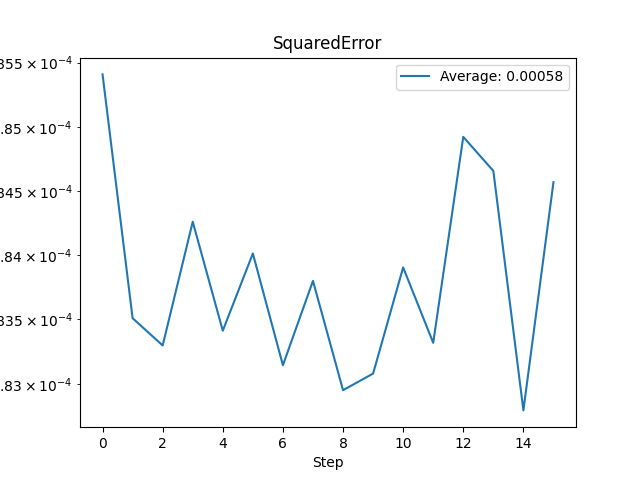 SquaredError
Average: 0.00058
855 × 10⁻⁴
.85 × 10⁻⁴
845 × 10⁻⁴
.84 × 10⁻⁴
835 × 10⁻⁴
.83 × 10⁻⁴
0 2 4 6 8 10 12 14
Step